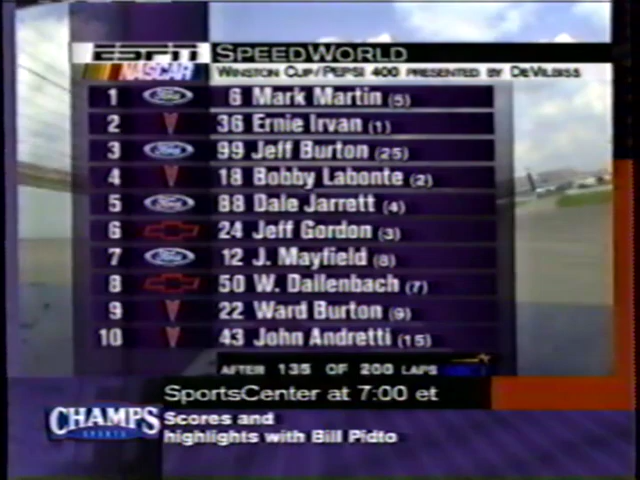 ESPN SPEEDWORLD
NASCAR WINSTON CUP/PEPSI 400 PRESENTED BY DEVILBISS
1 Ford 6 Mark Martin (5)
2 36 Ernie Irvan (1)
3 Ford 99 Jeff Burton (25)
4 18 Bobby Labonte (2)
5 Ford 88 Dale Jarrett (4)
6 24 Jeff Gordon (3)
7 Ford 12 J. Mayfield (8)
8 50 W. Dallenbach (7)
9 22 Ward Burton (9)
10 43 John Andretti (15)
AFTER 135 OF 200 LAPS
SportsCenter at 7:00 et
CHAMPS SPORTS
Scores and
highlights with Bill Pidto